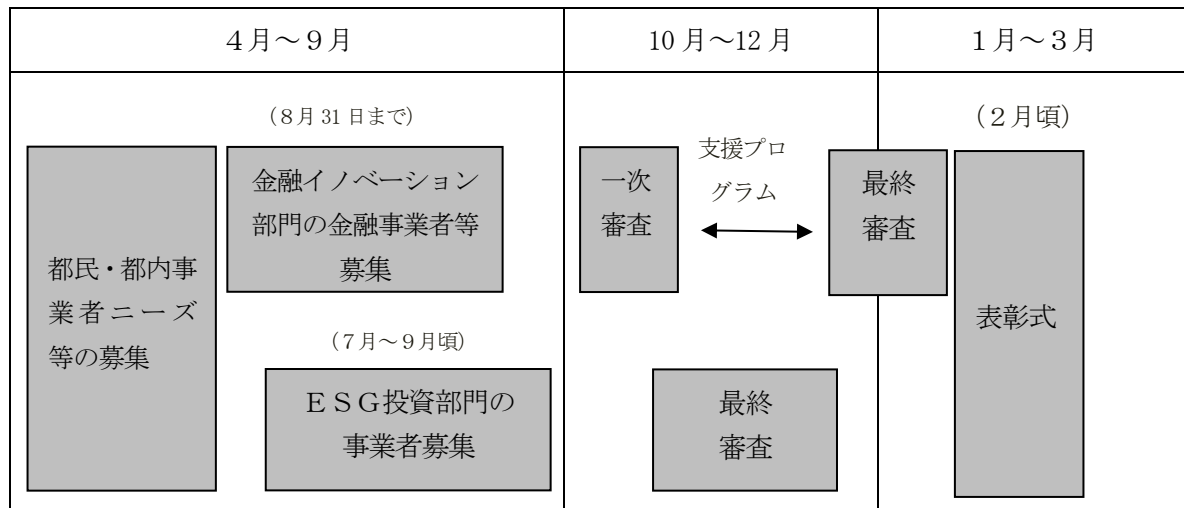 ４月～９月
10月～12月
１月～３月
（８月31日まで）
（２月頃）
都民・都内事
業者ニーズ
等の募集
金融イノベーション
部門の金融事業者等
募集
一次
審査
支援プロ
グラム
最終
審査
表彰式
（７月～９月頃）
ＥＳＧ投資部門の
事業者募集
最終
審査